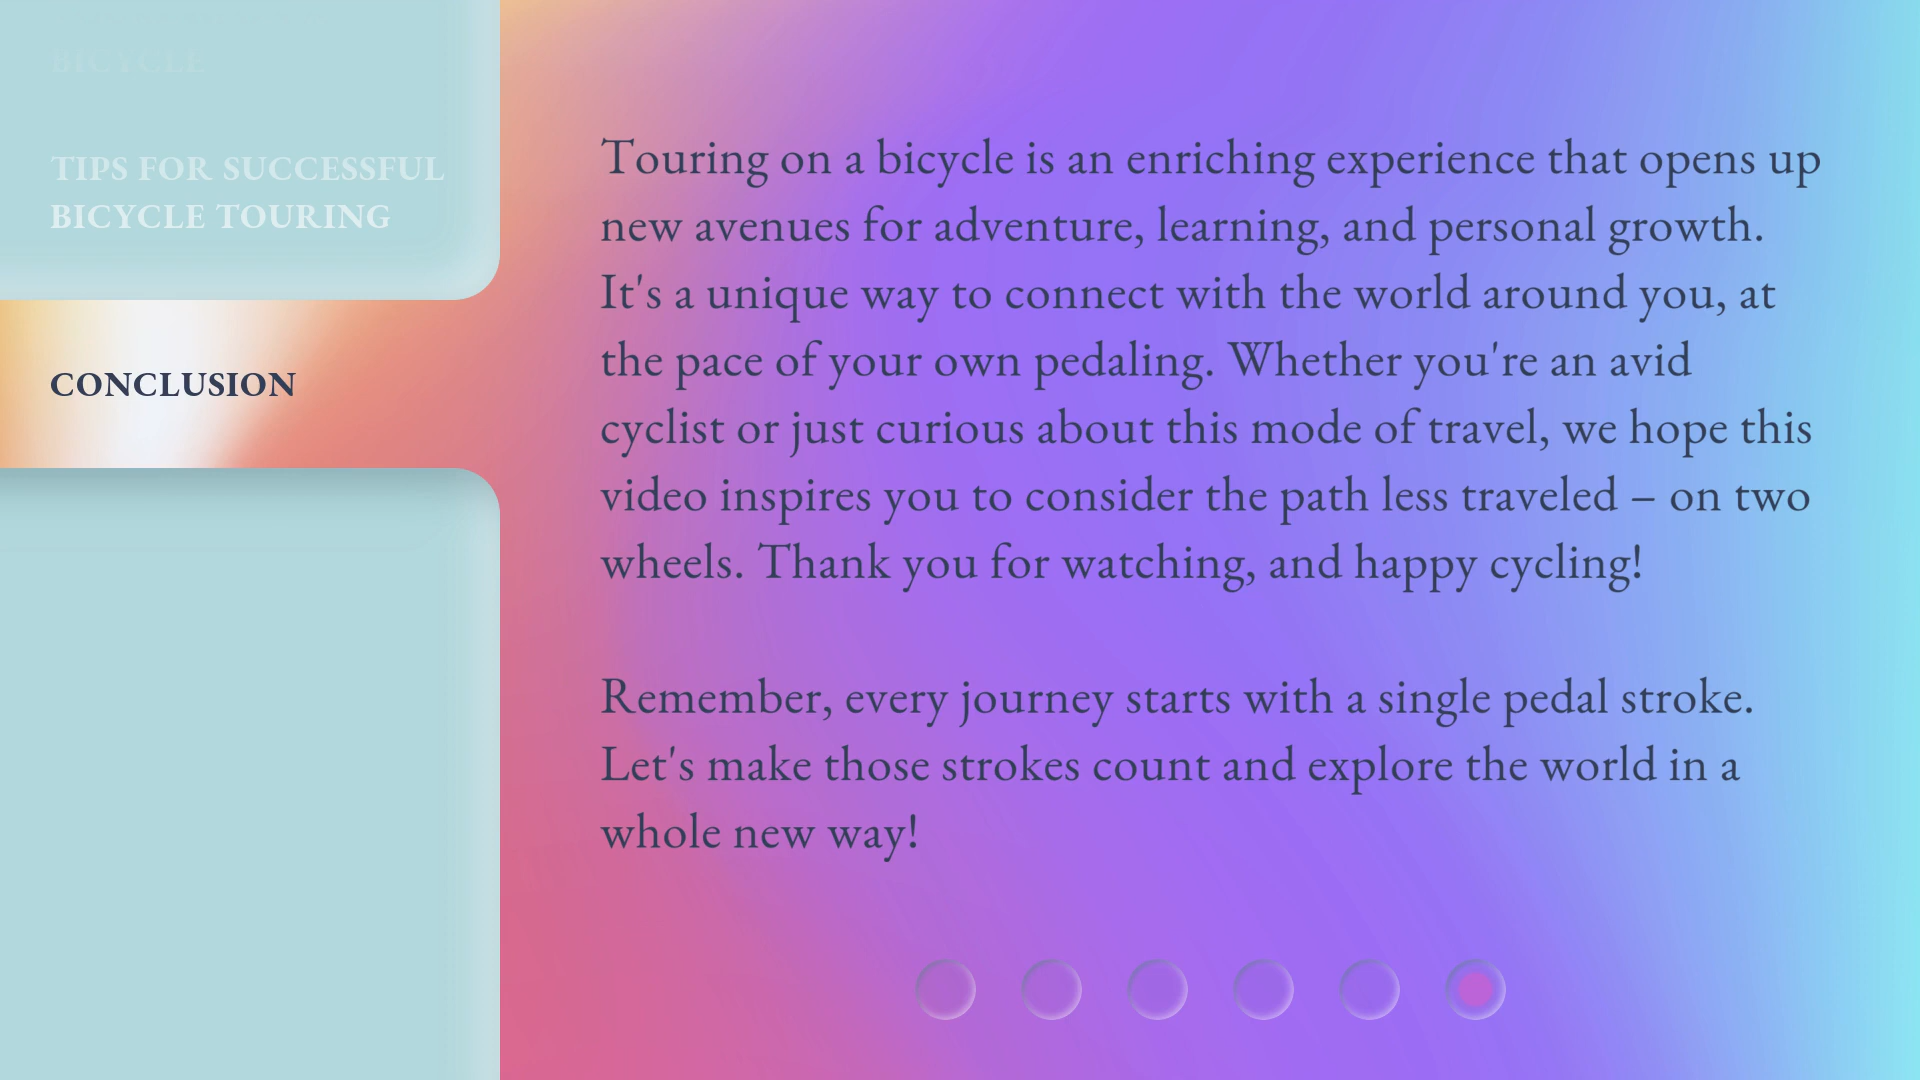 BICYCLE
TIPS FOR SUCCESSFUL
BICYCLE TOURING
CONCLUSION
Touring on a bicycle is an enriching experience that opens up
new avenues for adventure, learning, and personal growth.
It's a unique way to connect with the world around you, at
the pace of your own pedaling. Whether you're an avid
cyclist or just curious about this mode of travel, we hope this
video inspires you to consider the path less traveled – on two
wheels. Thank you for watching, and happy cycling!
Remember, every journey starts with a single pedal stroke.
Let's make those strokes count and explore the world in a
whole new way!